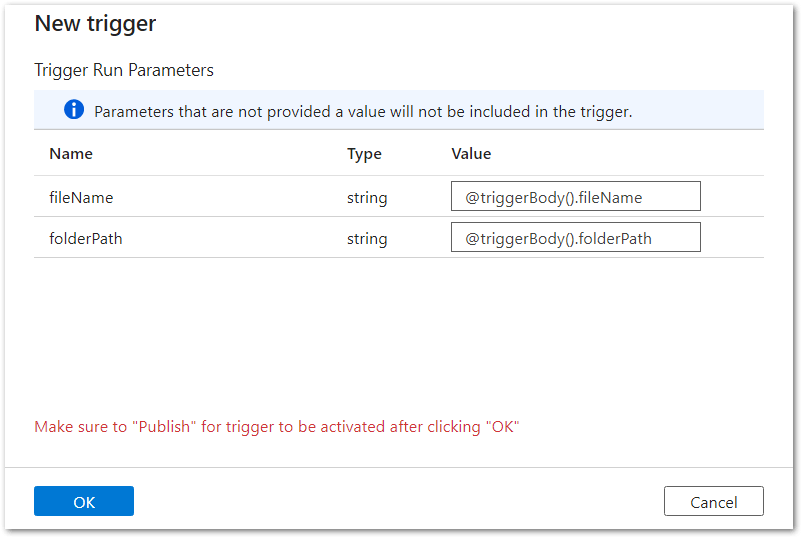 New trigger
Trigger Run Parameters
Parameters that are not provided a value will not be included in the trigger.
Name Type Value
fileName string @triggerBody().fileName
folderPath string @triggerBody().folderPath
Make sure to "Publish" for trigger to be activated after clicking "OK"
OK Cancel